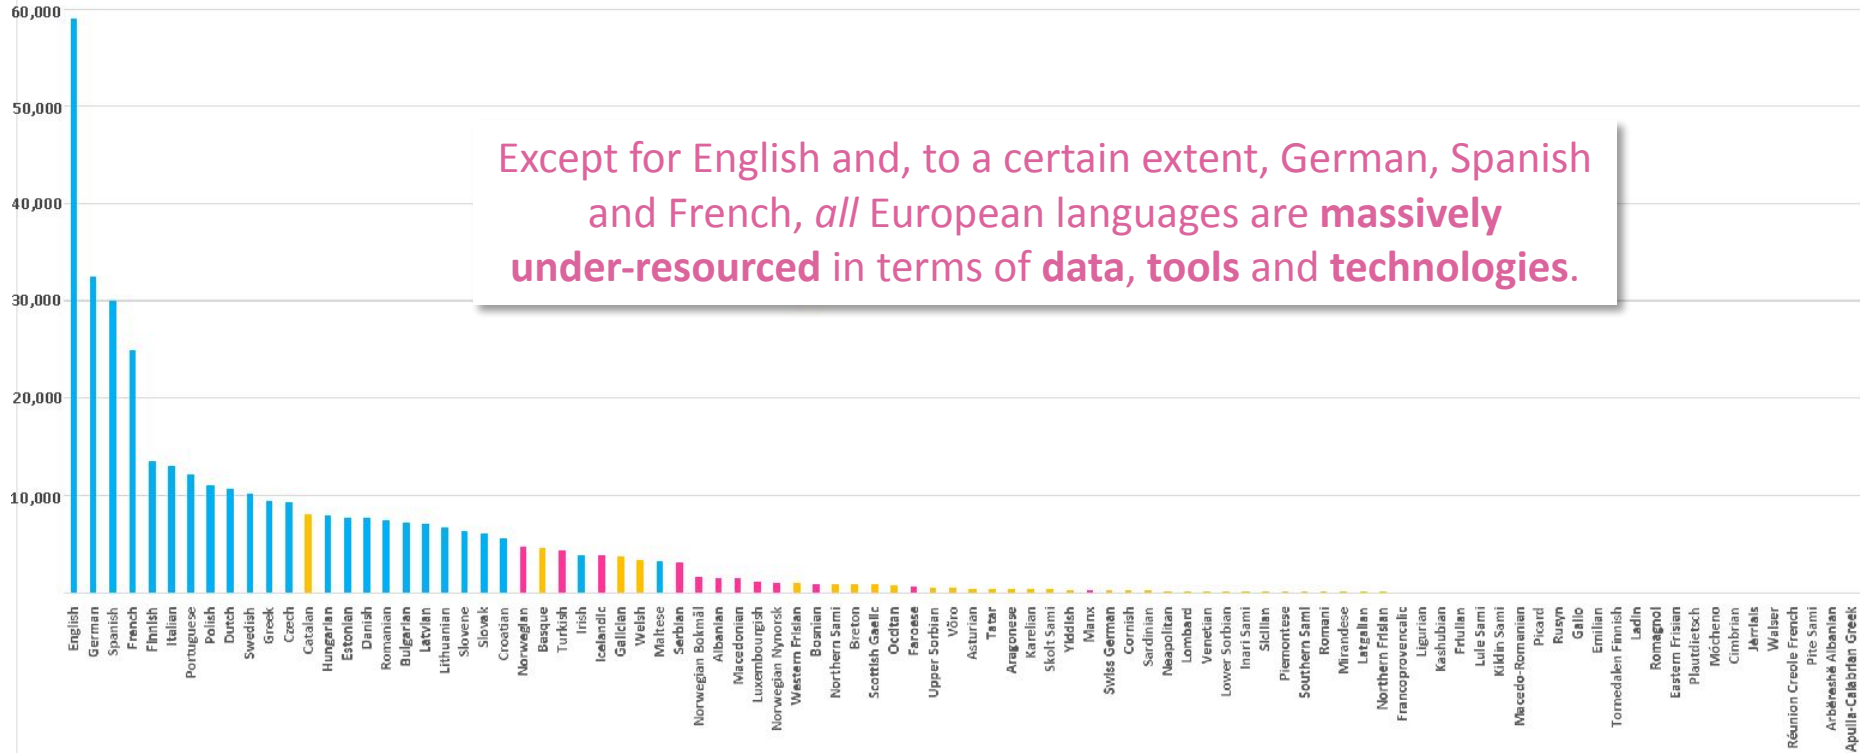 60,000
50,000
40,000
30,000
20,000
10,000
Except for English and, to a certain extent, German, Spanish
and French, all European languages are massively
under-resourced in terms of data, tools and technologies.
English
German
Spanish
French
Finnish
Italian
Portuguese
Polish
Dutch
Swedish
Greek
Czech
Catalan
Hungarian
Estonian
Danish
Romanian
Bulgarian
Latvian
Lithuanian
Slovene
Slovak
Croatian
Norwegian
Basque
Turkish
Irish
Icelandic
Galician
Welsh
Maltese
Serbian
Norwegian Bokmål
Albanian
Macedonian
Luxembourgish
Norwegian Nynorsk
Western Frisian
Bosnian
Northern Sami
Breton
Scottish Gaelic
Occitan
Faroese
Upper Sorbian
Võro
Asturian
Tatar
Aragonese
Karelian
Skolt Sami
Yiddish
Manx
Swiss German
Cornish
Sardinian
Neapolitan
Lombard
Venetian
Lower Sorbian
Inari Sami
Sicilian
Piemontese
Southern Sami
Romani
Mirandese
Latgalian
Northern Frisian
Francoprovencalic
Ligurian
Kashubian
Friulian
Lule Sami
Kildin Sami
Macedo-Romanian
Picard
Rusyn
Gallo
Emilian
Tornedalen Finnish
Ladin
Romagnol
Eastern Frisian
Plautdietsch
Mócheno
Cimbrian
Jèrriais
Walser
Réunion Creole French
Pite Sami
Arbëreshë Albanian
Apulia-Calabrian Greek